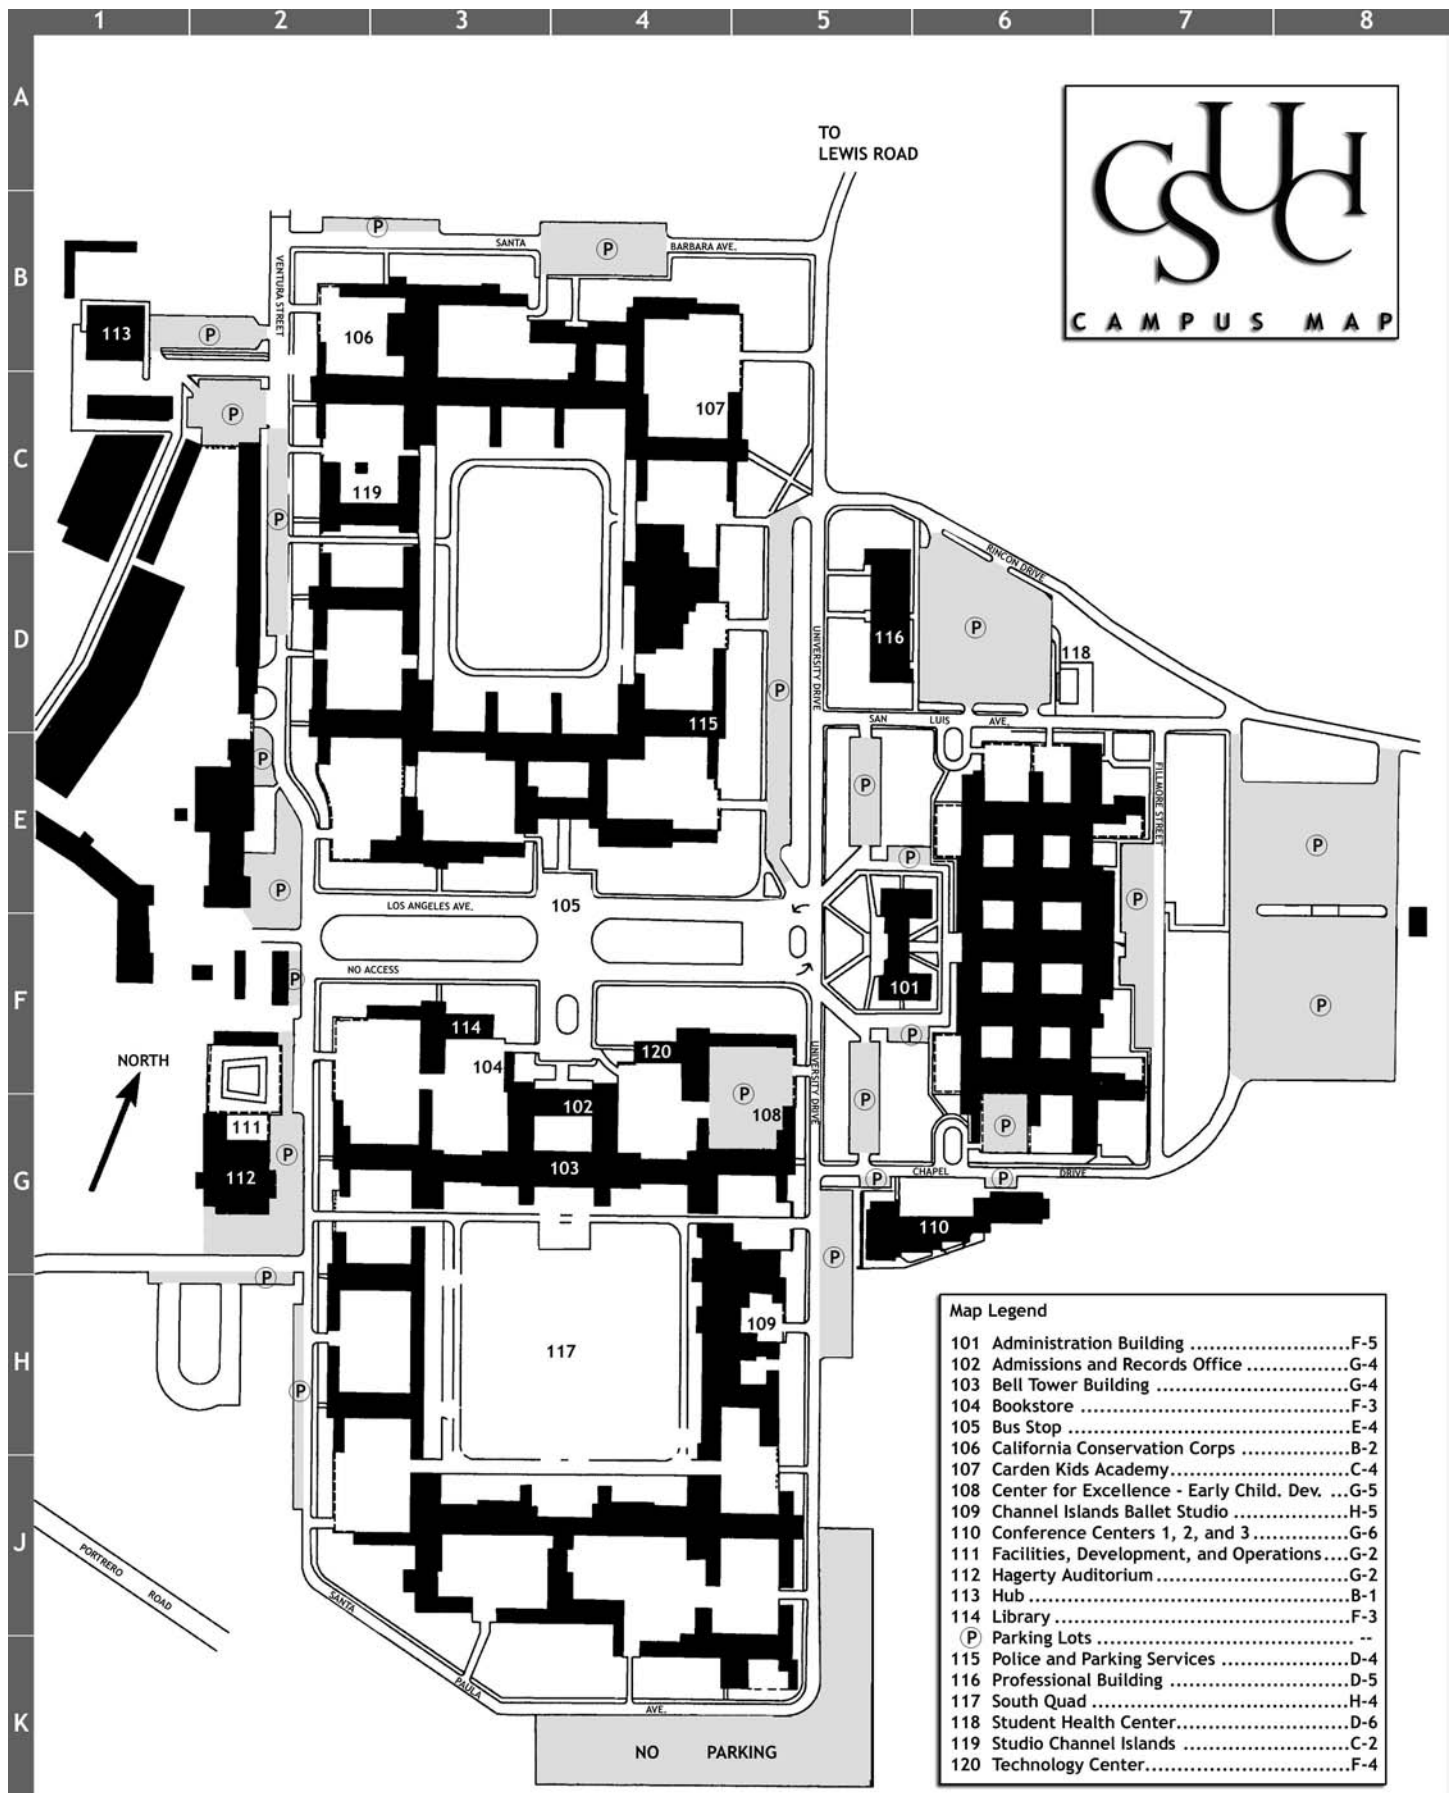 1 2 3 4 5 6 7 8
A
B
C
D
E
F
G
H
J
K
CSUCI
CAMPUS MAP
TO
LEWIS ROAD
P
SANTA
P
BARBARA AVE.
VENTURA STREET
113
P
106
P
107
119
P
RINCON DRIVE
P
116
UNIVERSITY DRIVE
118
P
115
SAN LUIS AVE.
P
P
FILLMORE STREET
P
P
P
P
LOS ANGELES AVE.
105
NO ACCESS
P
101
P
114
P
120
104
UNIVERSITY DRIVE
NORTH
102
P
108
P
P
111
P
103
112
CHAPEL DRIVE
P
P
110
P
P
109
117
P
PORTRERO ROAD
SANTA PAULA AVE.
NO PARKING
Map Legend
101 Administration Building ........................F-5
102 Admissions and Records Office ...............G-4
103 Bell Tower Building .............................G-4
104 Bookstore ........................................F-3
105 Bus Stop ..........................................E-4
106 California Conservation Corps ................B-2
107 Carden Kids Academy...........................C-4
108 Center for Excellence - Early Child. Dev. ...G-5
109 Channel Islands Ballet Studio .................H-5
110 Conference Centers 1, 2, and 3 ..............G-6
111 Facilities, Development, and Operations....G-2
112 Hagerty Auditorium .............................G-2
113 Hub ................................................B-1
114 Library ............................................F-3
P Parking Lots ...................................... --
115 Police and Parking Services ...................D-4
116 Professional Building ...........................D-5
117 South Quad .......................................H-4
118 Student Health Center..........................D-6
119 Studio Channel Islands .........................C-2
120 Technology Center...............................F-4